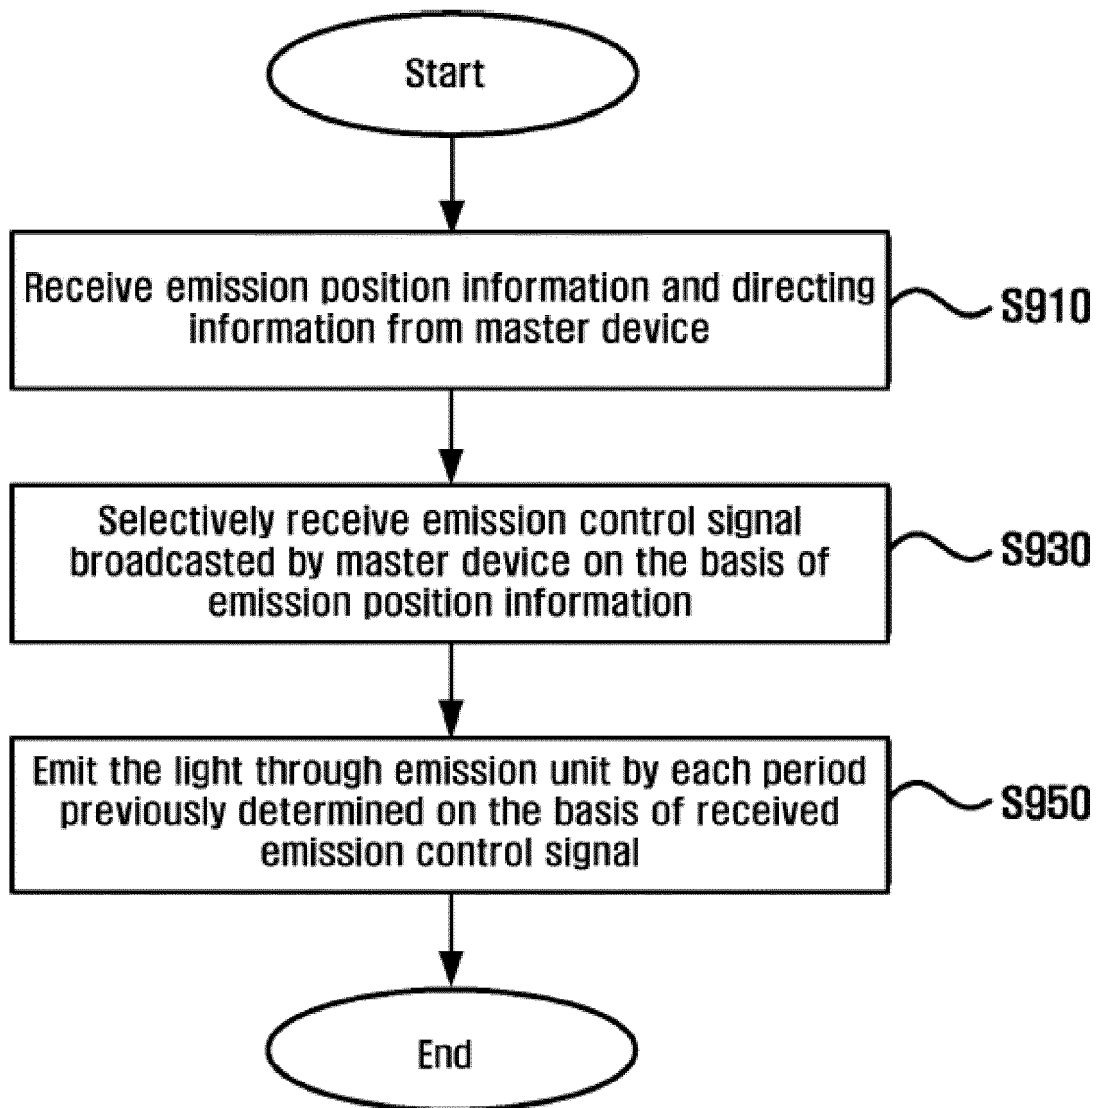 Start
Receive emission position information and directing
information from master device
S910
Selectively receive emission control signal
broadcasted by master device on the basis of
emission position information
S930
Emit the light through emission unit by each period
previously determined on the basis of received
emission control signal
S950
End